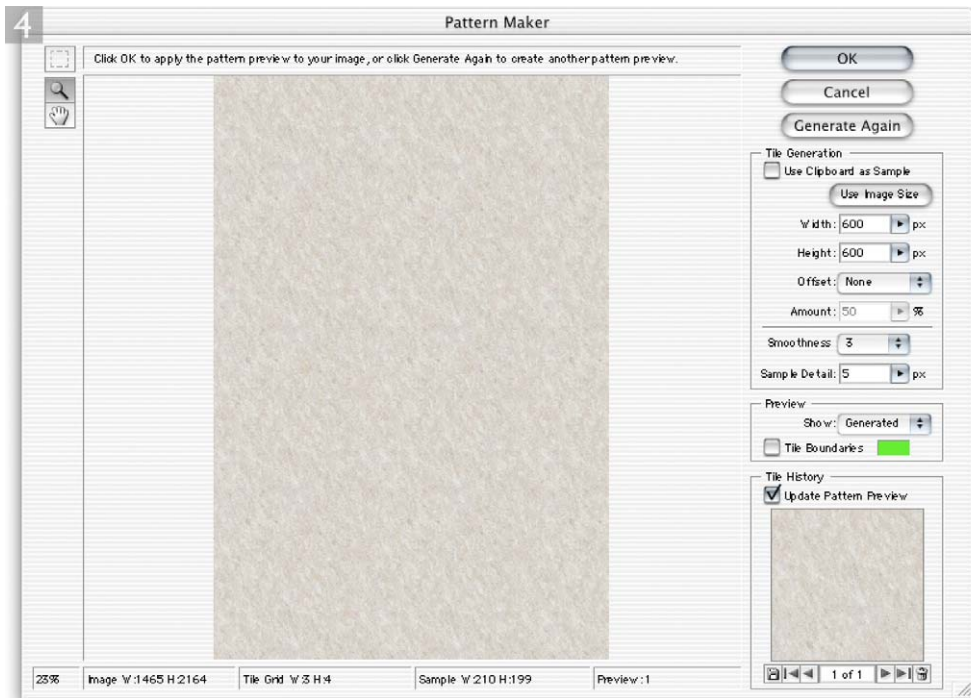 4
Pattern Maker
Click OK to apply the pattern preview to your image, or click Generate Again to create another pattern preview.
OK
Cancel
Generate Again
Tile Generation
Use Clipboard as Sample
Use Image Size
Width: 600 px
Height: 600 px
Offset: None
Amount: 50 %
Smoothness 3
Sample Detail: 5 px
Preview
Show: Generated
Tile Boundaries
Tile History
Update Pattern Preview
1 of 1
23% Image W:1465 H:2164 Tile Grid W:3 H:4 Sample W:210 H:199 Preview:1